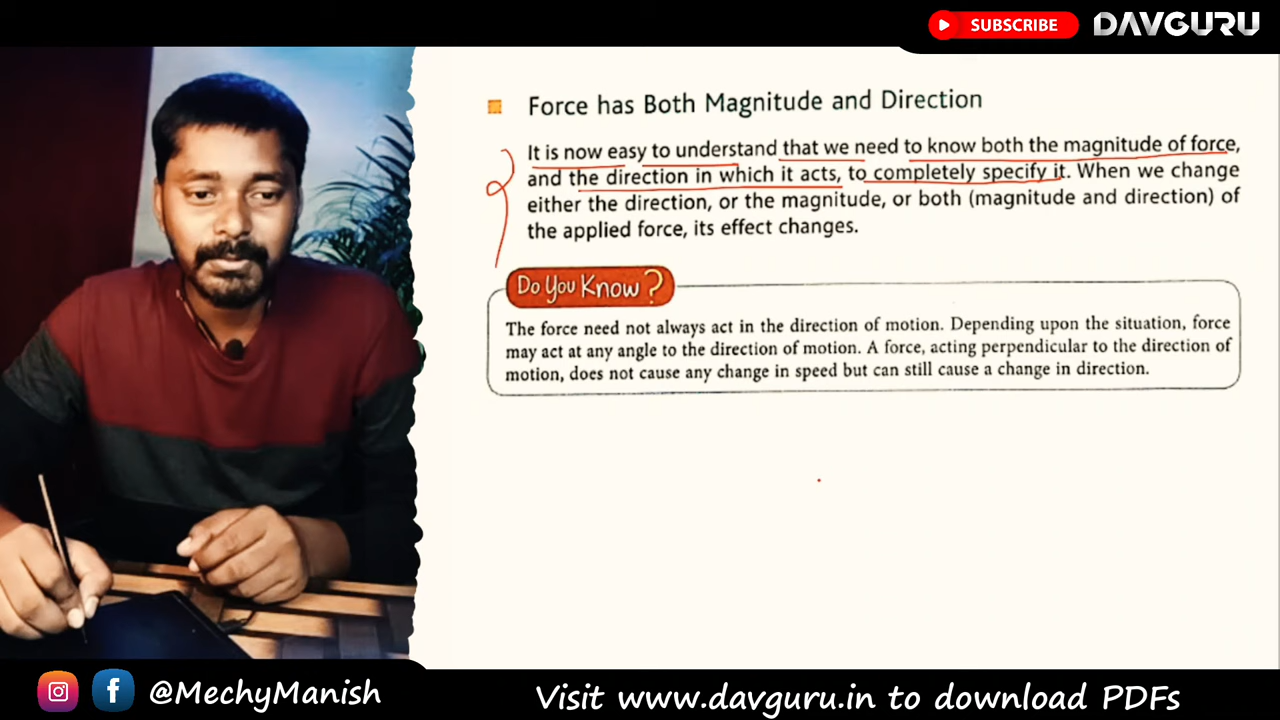 SUBSCRIBE DAVGURU
Force has Both Magnitude and Direction
It is now easy to understand that we need to know both the magnitude of force,
and the direction in which it acts, to completely specify it. When we change
either the direction, or the magnitude, or both (magnitude and direction) of
the applied force, its effect changes.
Do You Know?
The force need not always act in the direction of motion. Depending upon the situation, force
may act at any angle to the direction of motion. A force, acting perpendicular to the direction of
motion, does not cause any change in speed but can still cause a change in direction.
@MechyManish
Visit www.davguru.in to download PDFs